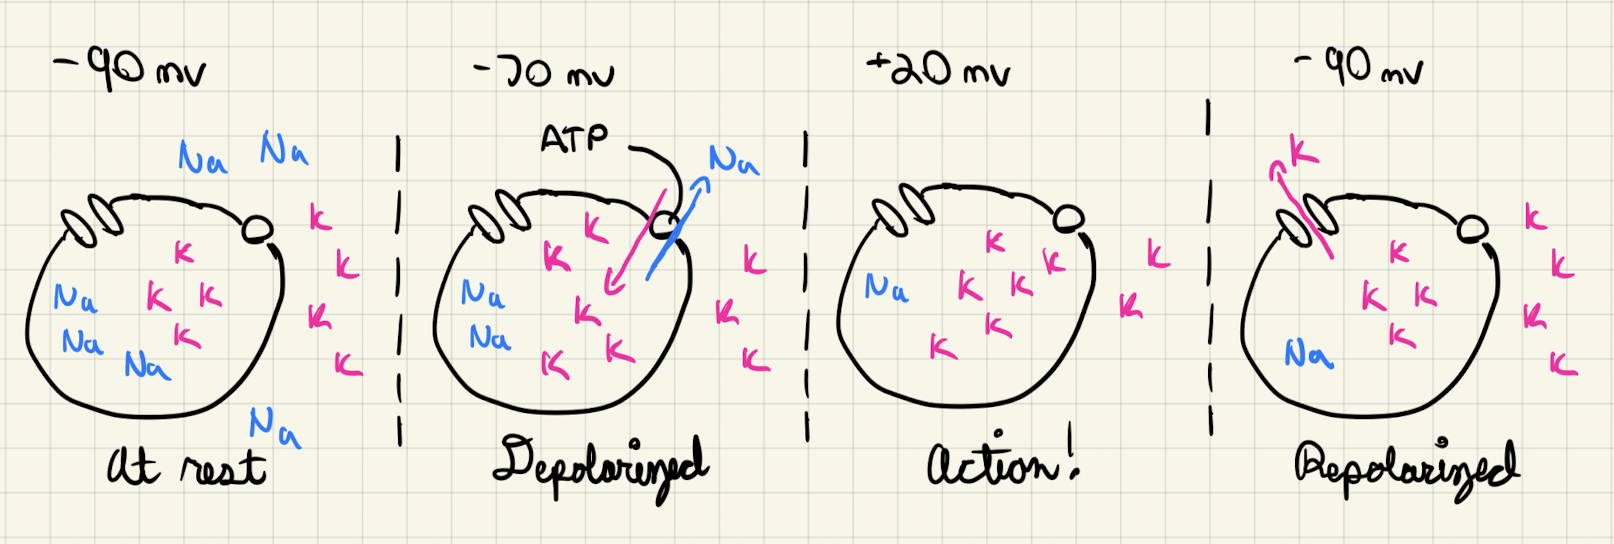 -90 mv
Na Na
K
K K
Na K K K
Na K
Na K
Na
At rest
-70 mv
ATP
Na
K
K K
Na
K K
Na
K K K
Depolarized
+20 mv
K
K K
Na K K
K
K
K
Action!
-90 mv
K
K
K K
K K K
K
Na K
Repolarized